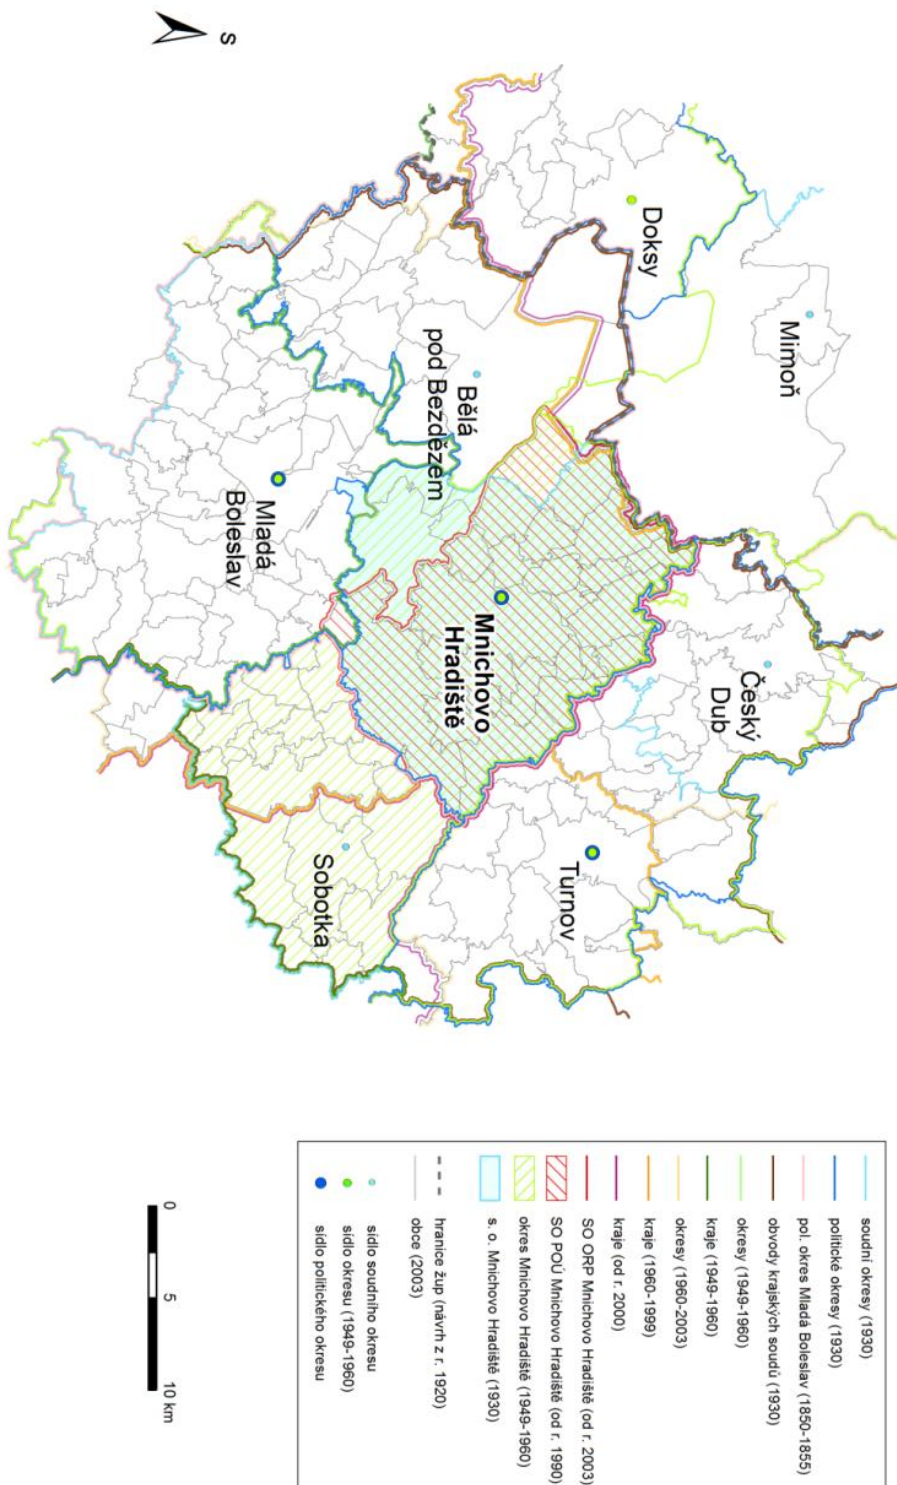 S
Doksy
Mimoň
Bělá
pod Bezdězem
Mladá
Boleslav
Mnichovo
Hradiště
Český
Dub
Turnov
Sobotka
soudní okresy (1930)
politické okresy (1930)
pol. okres Mladá Boleslav (1850-1855)
obvody krajských soudů (1930)
okresy (1949-1960)
kraje (1949-1960)
okresy (1960-2003)
kraje (1960-1999)
kraje (od r. 2000)
SO ORP Mnichovo Hradiště (od r. 2003)
SO POÚ Mnichovo Hradiště (od r. 1990)
okres Mnichovo Hradiště (1949-1960)
s. o. Mnichovo Hradiště (1930)
hranice žup (návrh z r. 1920)
obce (2003)
sídlo soudního okresu
sídlo okresu (1949-1960)
sídlo politického okresu
0 5 10 km